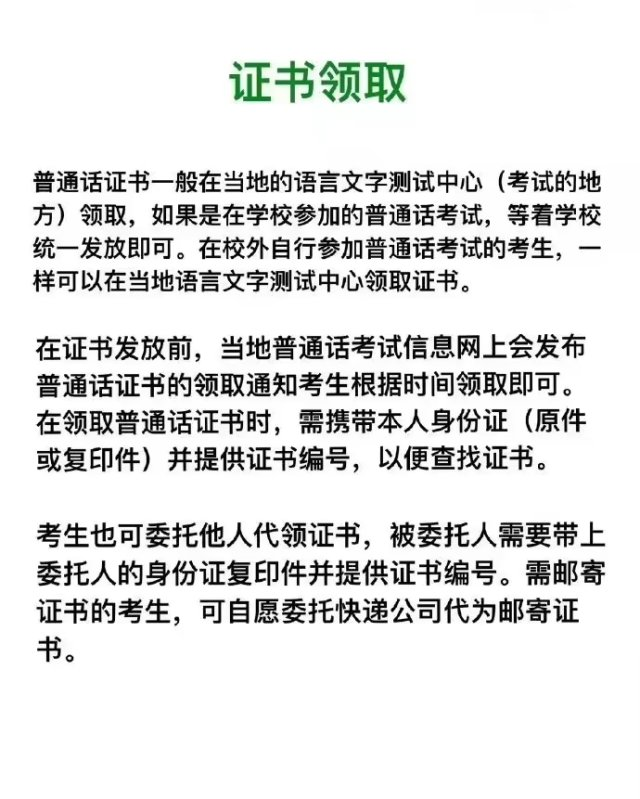 证书领取
普通话证书一般在当地的语言文字测试中心（考试的地
方）领取，如果是在学校参加的普通话考试，等着学校
统一发放即可。在校外自行参加普通话考试的考生，一
样可以在当地语言文字测试中心领取证书。
在证书发放前，当地普通话考试信息网上会发布
普通话证书的领取通知考生根据时间领取即可。
在领取普通话证书时，需携带本人身份证（原件
或复印件）并提供证书编号，以便查找证书。
考生也可委托他人代领证书，被委托人需要带上
委托人的身份证复印件并提供证书编号。需邮寄
证书的考生，可自愿委托快递公司代为邮寄证
书。